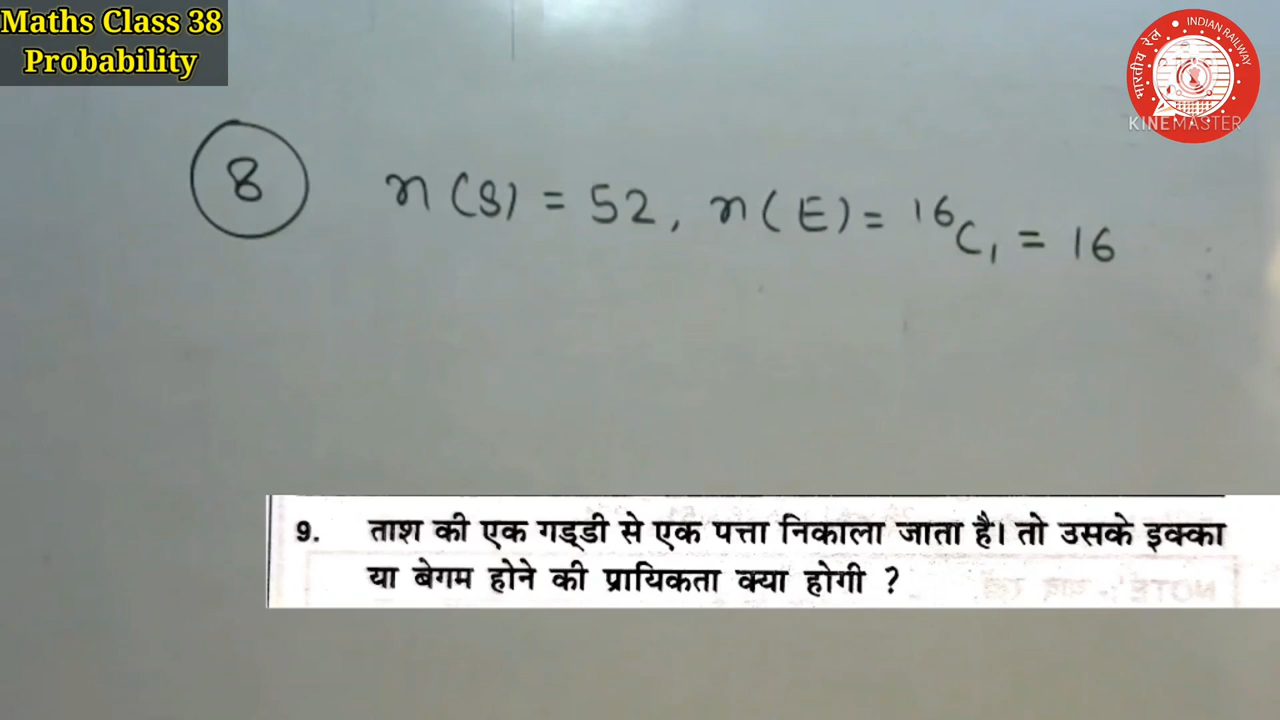 Maths Class 38
Probability
भारतीय रेल • INDIAN RAILWAY
KINEMASTER
8 n(S) = 52, n(E) = ¹⁶C₁ = 16
9. ताश की एक गड्डी से एक पत्ता निकाला जाता है। तो उसके इक्का
या बेगम होने की प्रायिकता क्या होगी ?